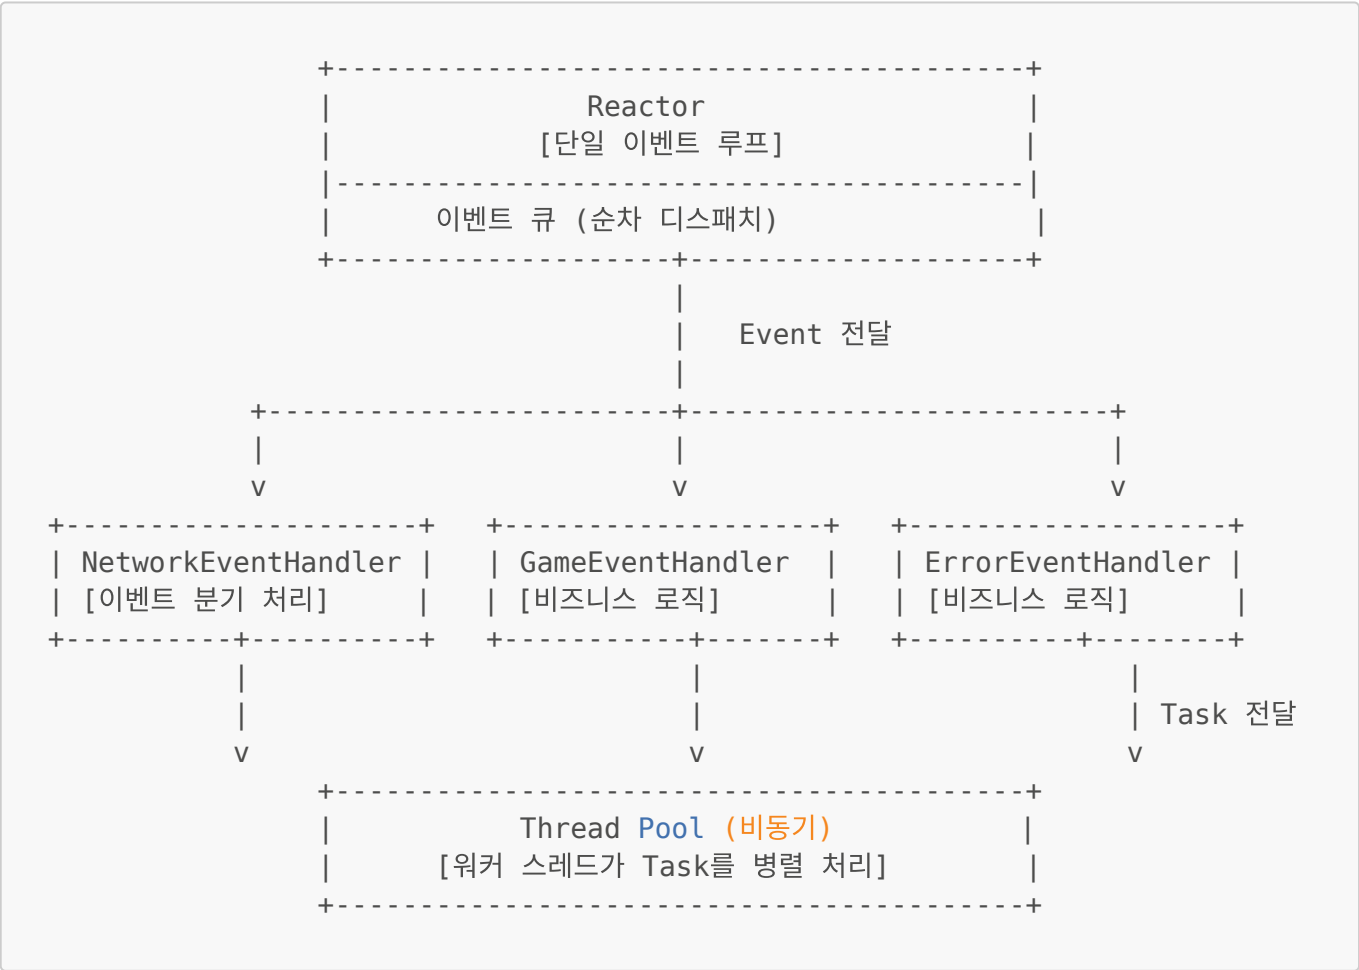 +-----------------------------------------+
|               Reactor                   |
|            [단일 이벤트 루프]              |
|-----------------------------------------|
|      이벤트 큐 (순차 디스패치)               |
+--------------------+--------------------+
|
|   Event 전달
|
+------------------------+-------------------------+
|                        |                         |
v                        v                         v
+---------------------+   +-------------------+   +-------------------+
| NetworkEventHandler |   | GameEventHandler  |   | ErrorEventHandler |
| [이벤트 분기 처리]     |   | [비즈니스 로직]      |   | [비즈니스 로직]      |
+----------+----------+   +-----------+-------+   +----------+--------+
|                          |                         |
|                          |                         | Task 전달
v                          v                         v
+-----------------------------------------+
|           Thread Pool (비동기)           |
|      [워커 스레드가 Task를 병렬 처리]        |
+-----------------------------------------+